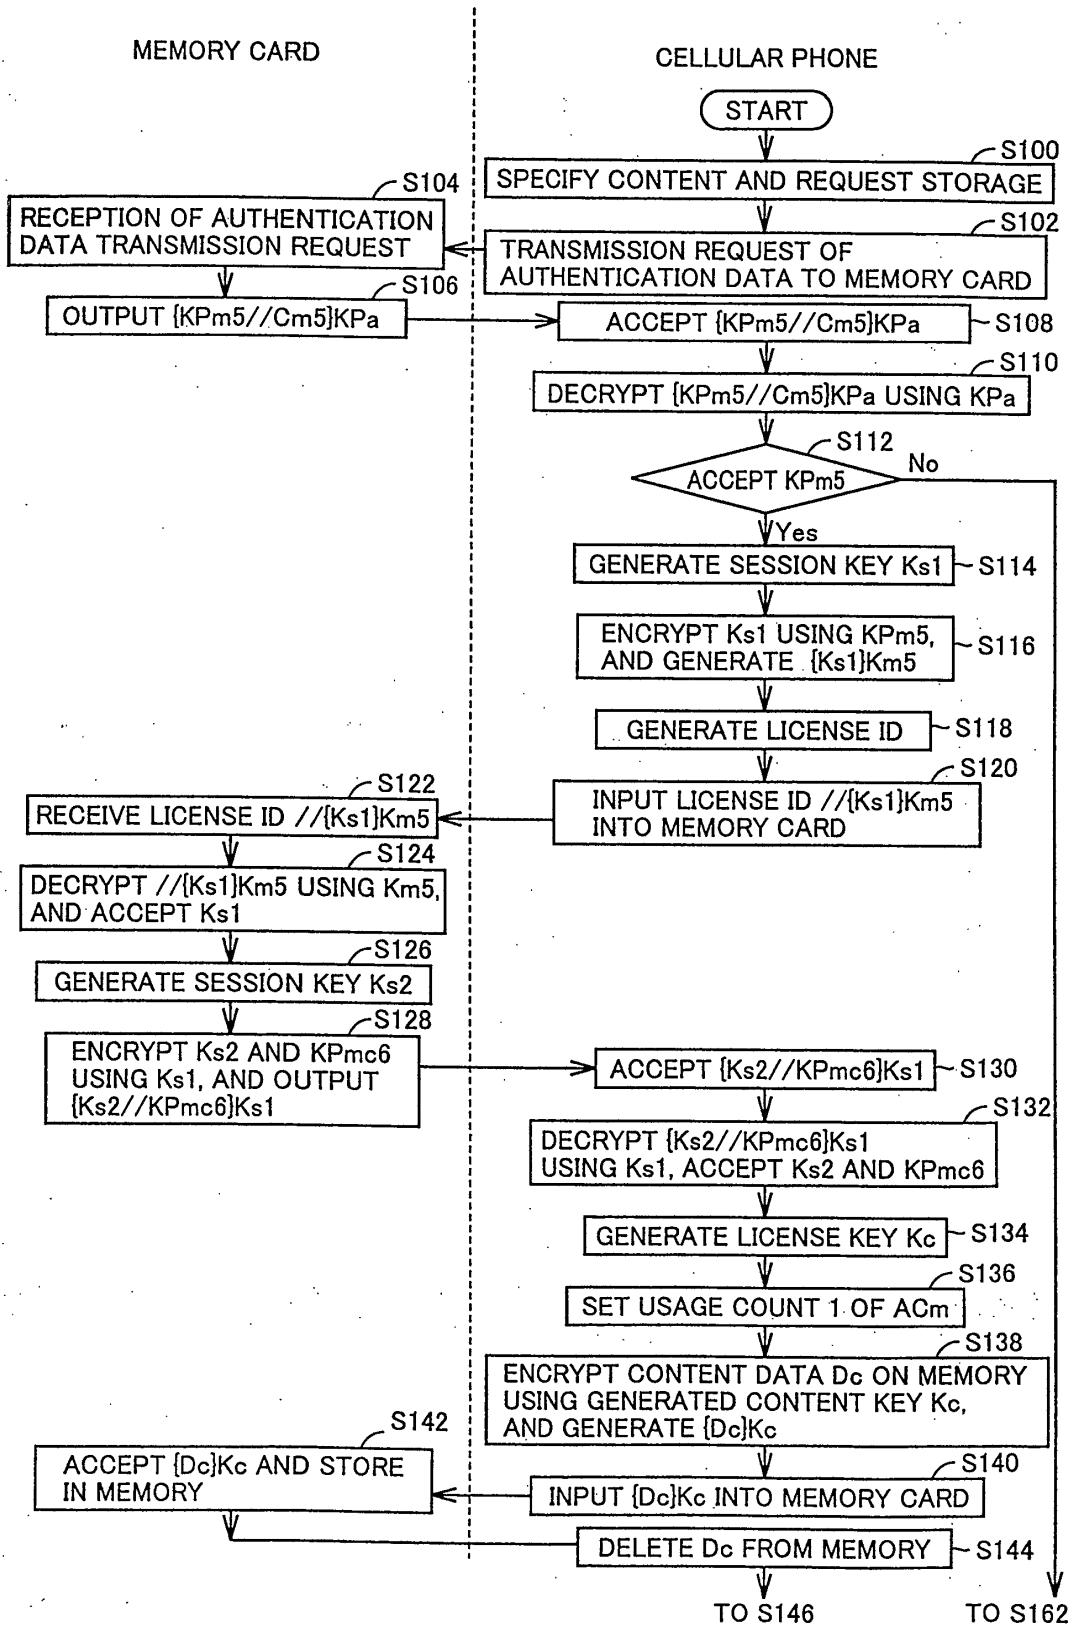 MEMORY CARD
CELLULAR PHONE
START
S100
SPECIFY CONTENT AND REQUEST STORAGE
S104
RECEPTION OF AUTHENTICATION
DATA TRANSMISSION REQUEST
S102
TRANSMISSION REQUEST OF
AUTHENTICATION DATA TO MEMORY CARD
S106
OUTPUT {KPm5//Cm5}KPa
ACCEPT {KPm5//Cm5}KPa
S108
S110
DECRYPT {KPm5//Cm5}KPa USING KPa
S112
ACCEPT KPm5
No
Yes
GENERATE SESSION KEY Ks1
S114
ENCRYPT Ks1 USING KPm5,
AND GENERATE {Ks1}Km5
S116
GENERATE LICENSE ID
S118
S120
INPUT LICENSE ID //{Ks1}Km5
INTO MEMORY CARD
S122
RECEIVE LICENSE ID //{Ks1}Km5
S124
DECRYPT //{Ks1}Km5 USING Km5,
AND ACCEPT Ks1
S126
GENERATE SESSION KEY Ks2
S128
ENCRYPT Ks2 AND KPmc6
USING Ks1, AND OUTPUT
{Ks2//KPmc6}Ks1
ACCEPT {Ks2//KPmc6}Ks1
S130
S132
DECRYPT {Ks2//KPmc6}Ks1
USING Ks1, ACCEPT Ks2 AND KPmc6
GENERATE LICENSE KEY Kc
S134
S136
SET USAGE COUNT 1 OF ACm
S138
ENCRYPT CONTENT DATA Dc ON MEMORY
USING GENERATED CONTENT KEY Kc,
AND GENERATE {Dc}Kc
S142
ACCEPT {Dc}Kc AND STORE
IN MEMORY
S140
INPUT {Dc}Kc INTO MEMORY CARD
DELETE Dc FROM MEMORY
S144
TO S146
TO S162